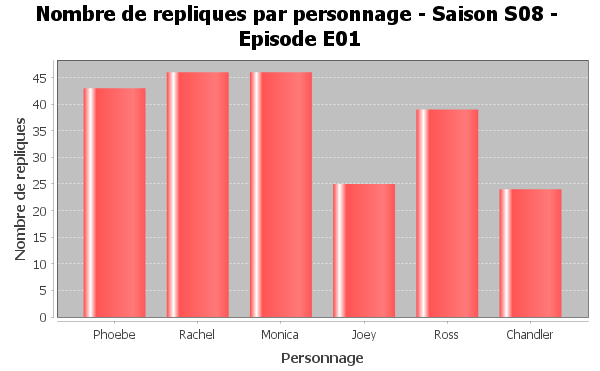 Nombre de repliques par personnage - Saison S08 -
Episode E01
Nombre de repliques
45
40
35
30
25
20
15
10
5
0
Phoebe Rachel Monica Joey Ross Chandler
Personnage